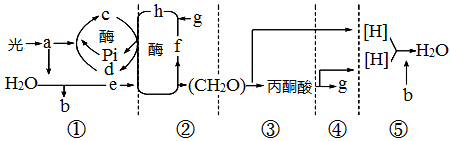 c h g [H]
光 a 酶 Pi 酶 f [H] H₂O
d
H₂O e (CH₂O) 丙酮酸 g
b b
① ② ③ ④ ⑤